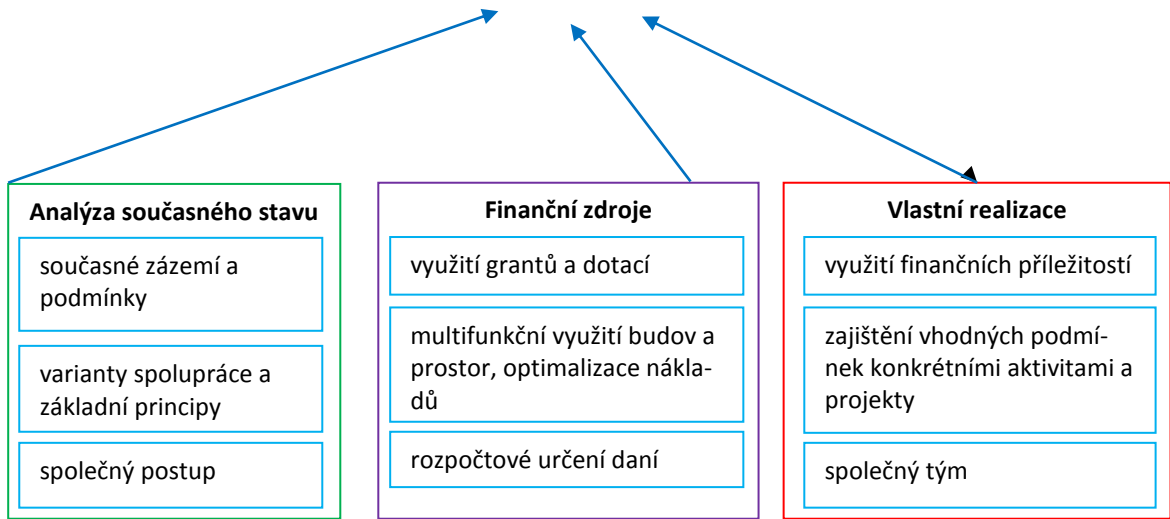 Analýza současného stavu
současné zázemí a
podmínky
varianty spolupráce a
základní principy
společný postup
Finanční zdroje
využití grantů a dotací
multifunkční využití budov a
prostor, optimalizace nákla-
dů
rozpočtové určení daní
Vlastní realizace
využití finančních příležitostí
zajištění vhodných podmí-
nek konkrétními aktivitami a
projekty
společný tým